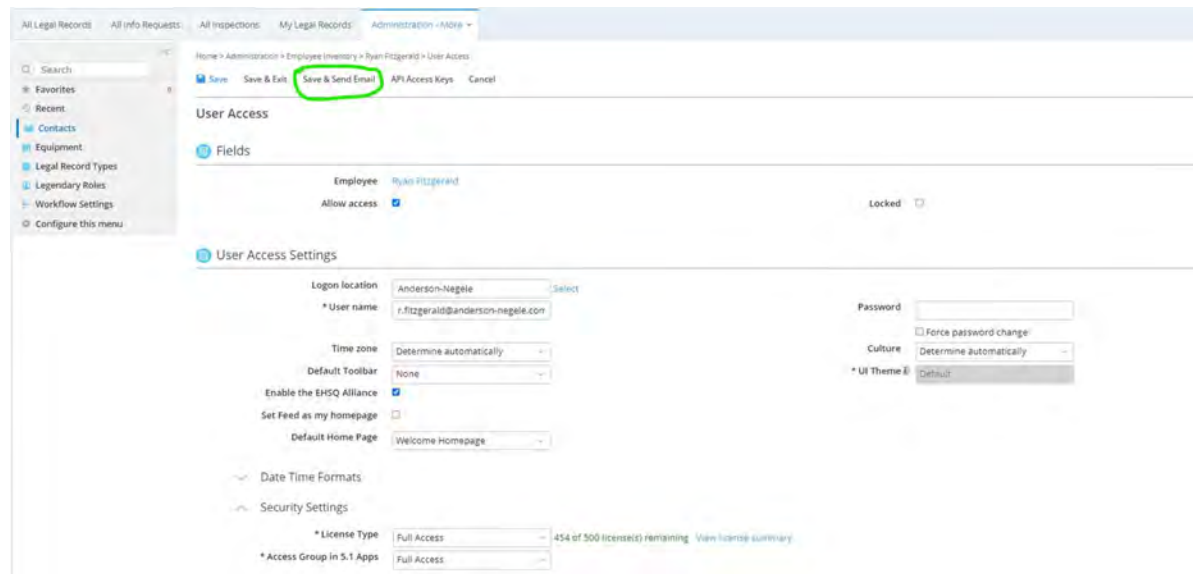 All Legal Records All Info Requests All Inspections My Legal Records Administration - More
Home > Administration > Employee Inventory > Ryan Fitzgerald > User Access
Search
Save Save & Exit Save & Send Email API Access Keys Cancel
Favorites
Recent
User Access
Contacts
Equipment
Fields
Legal Record Types
Legendary Roles
Employee Ryan Fitzgerald
Workflow Settings
Allow access Locked
Configure this menu
User Access Settings
Logon location Anderson-Negele Select
* User name r.fitzgerald@anderson-negele.com Password
Force password change
Time zone Determine automatically Culture Determine automatically
Default Toolbar None * UI Theme Default
Enable the EHSQ Alliance
Set Feed as my homepage
Default Home Page Welcome Homepage
Date Time Formats
Security Settings
* License Type Full Access 454 of 500 license(s) remaining View license summary
* Access Group in 5.1 Apps Full Access